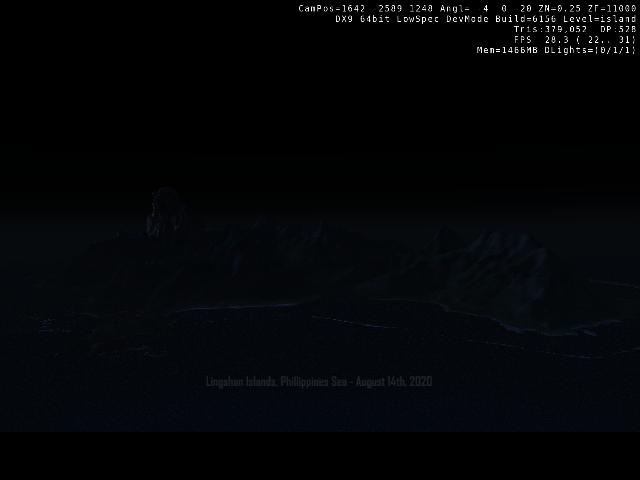 CamPos=1642 -2589 1248 Angl= -4 0 -20 ZN=0.25 ZF=11000
DX9 64bit LowSpec DevMode Build=6156 Level=island
Tris:379,052 DP:528
FPS 28.3 ( 22.. 31)
Mem=1466MB DLights=(0/1/1)
Lingshan Islands, Phillippines Sea - August 14th, 2020